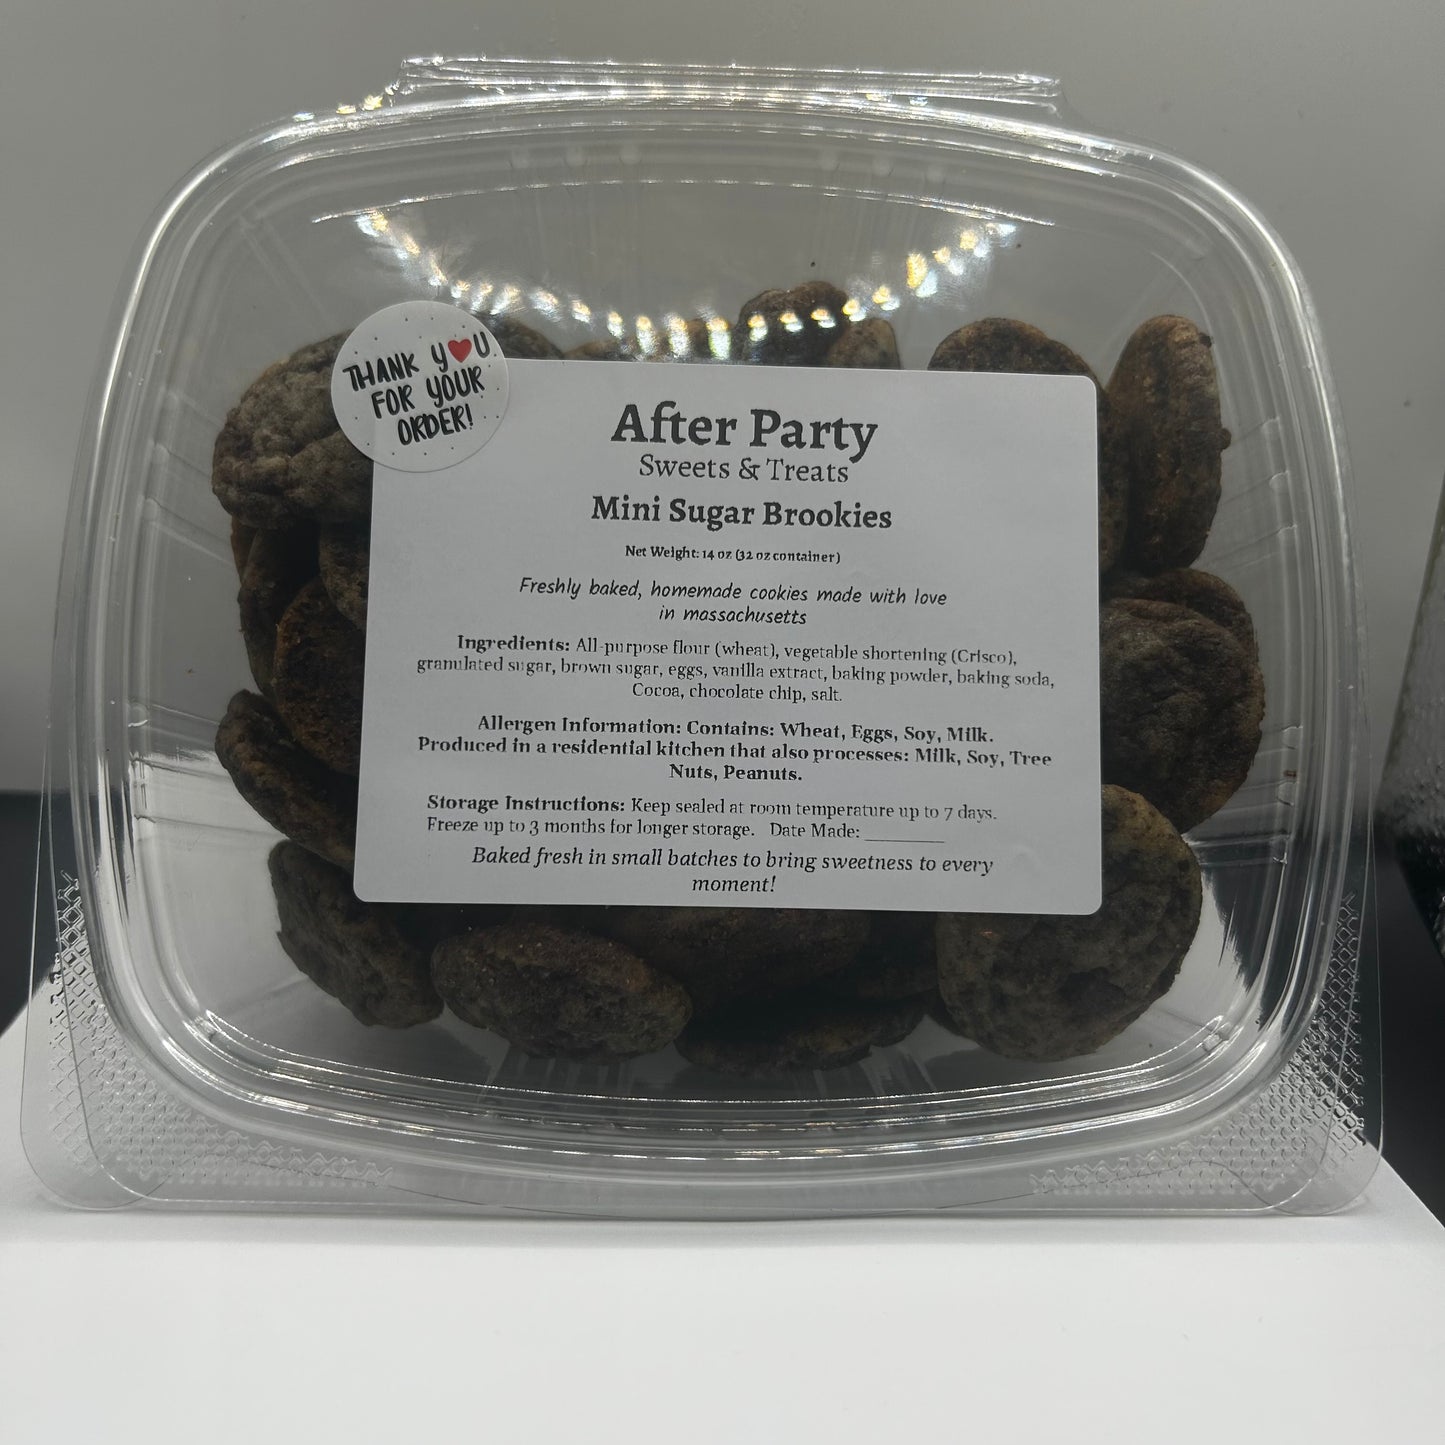 THANK YOU
FOR YOUR
ORDER!
After Party
Sweets & Treats
Mini Sugar Brookies
Net Weight: 14 oz (32 oz container)
Freshly baked, homemade cookies made with love
in massachusetts
Ingredients: All-purpose flour (wheat), vegetable shortening (Crisco),
granulated sugar, brown sugar, eggs, vanilla extract, baking powder, baking soda,
Cocoa, chocolate chip, salt.
Allergen Information: Contains: Wheat, Eggs, Soy, Milk.
Produced in a residential kitchen that also processes: Milk, Soy, Tree
Nuts, Peanuts.
Storage Instructions: Keep sealed at room temperature up to 7 days.
Freeze up to 3 months for longer storage. Date Made: ________
Baked fresh in small batches to bring sweetness to every
moment!